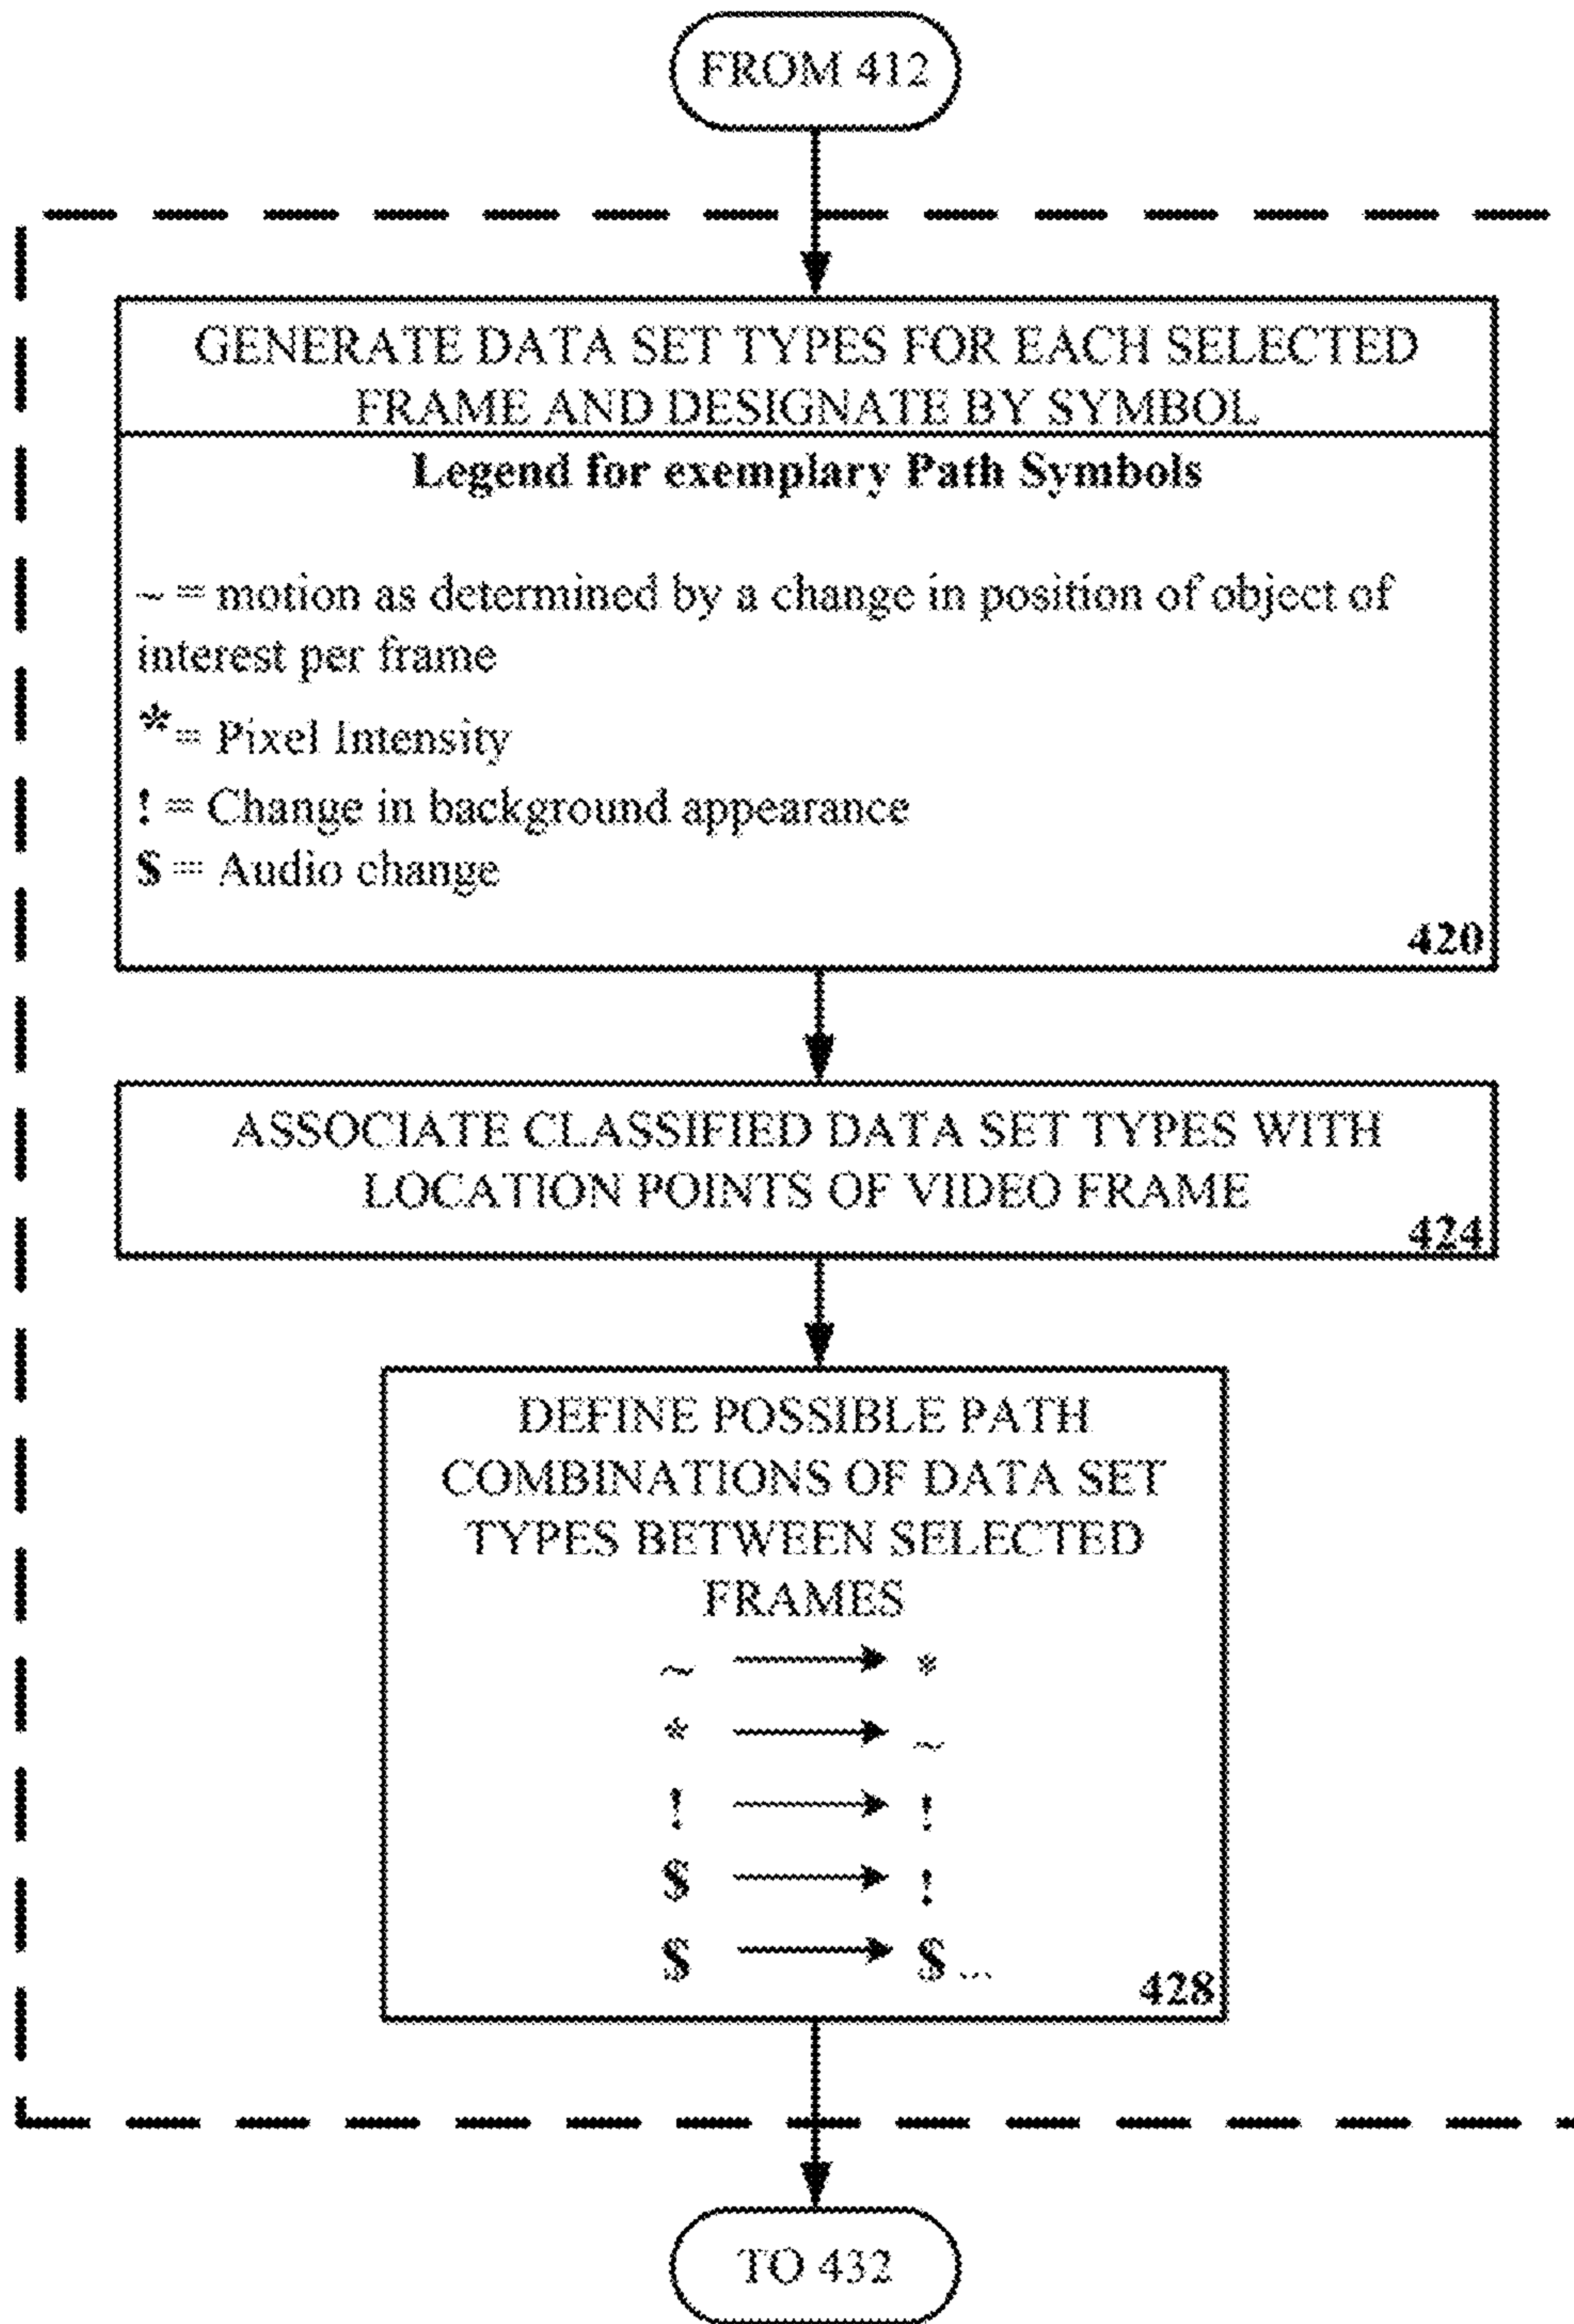 FROM 412
GENERATE DATA SET TYPES FOR EACH SELECTED
FRAME AND DESIGNATE BY SYMBOL
Legend for exemplary Path Symbols
~ = motion as determined by a change in position of object of
interest per frame
*= Pixel Intensity
! = Change in background appearance
$ = Audio change
420
ASSOCIATE CLASSIFIED DATA SET TYPES WITH
LOCATION POINTS OF VIDEO FRAME
424
DEFINE POSSIBLE PATH
COMBINATIONS OF DATA SET
TYPES BETWEEN SELECTED
FRAMES
~ → *
* → ~
! → !
$ → !
$ → $ ...
428
TO 432